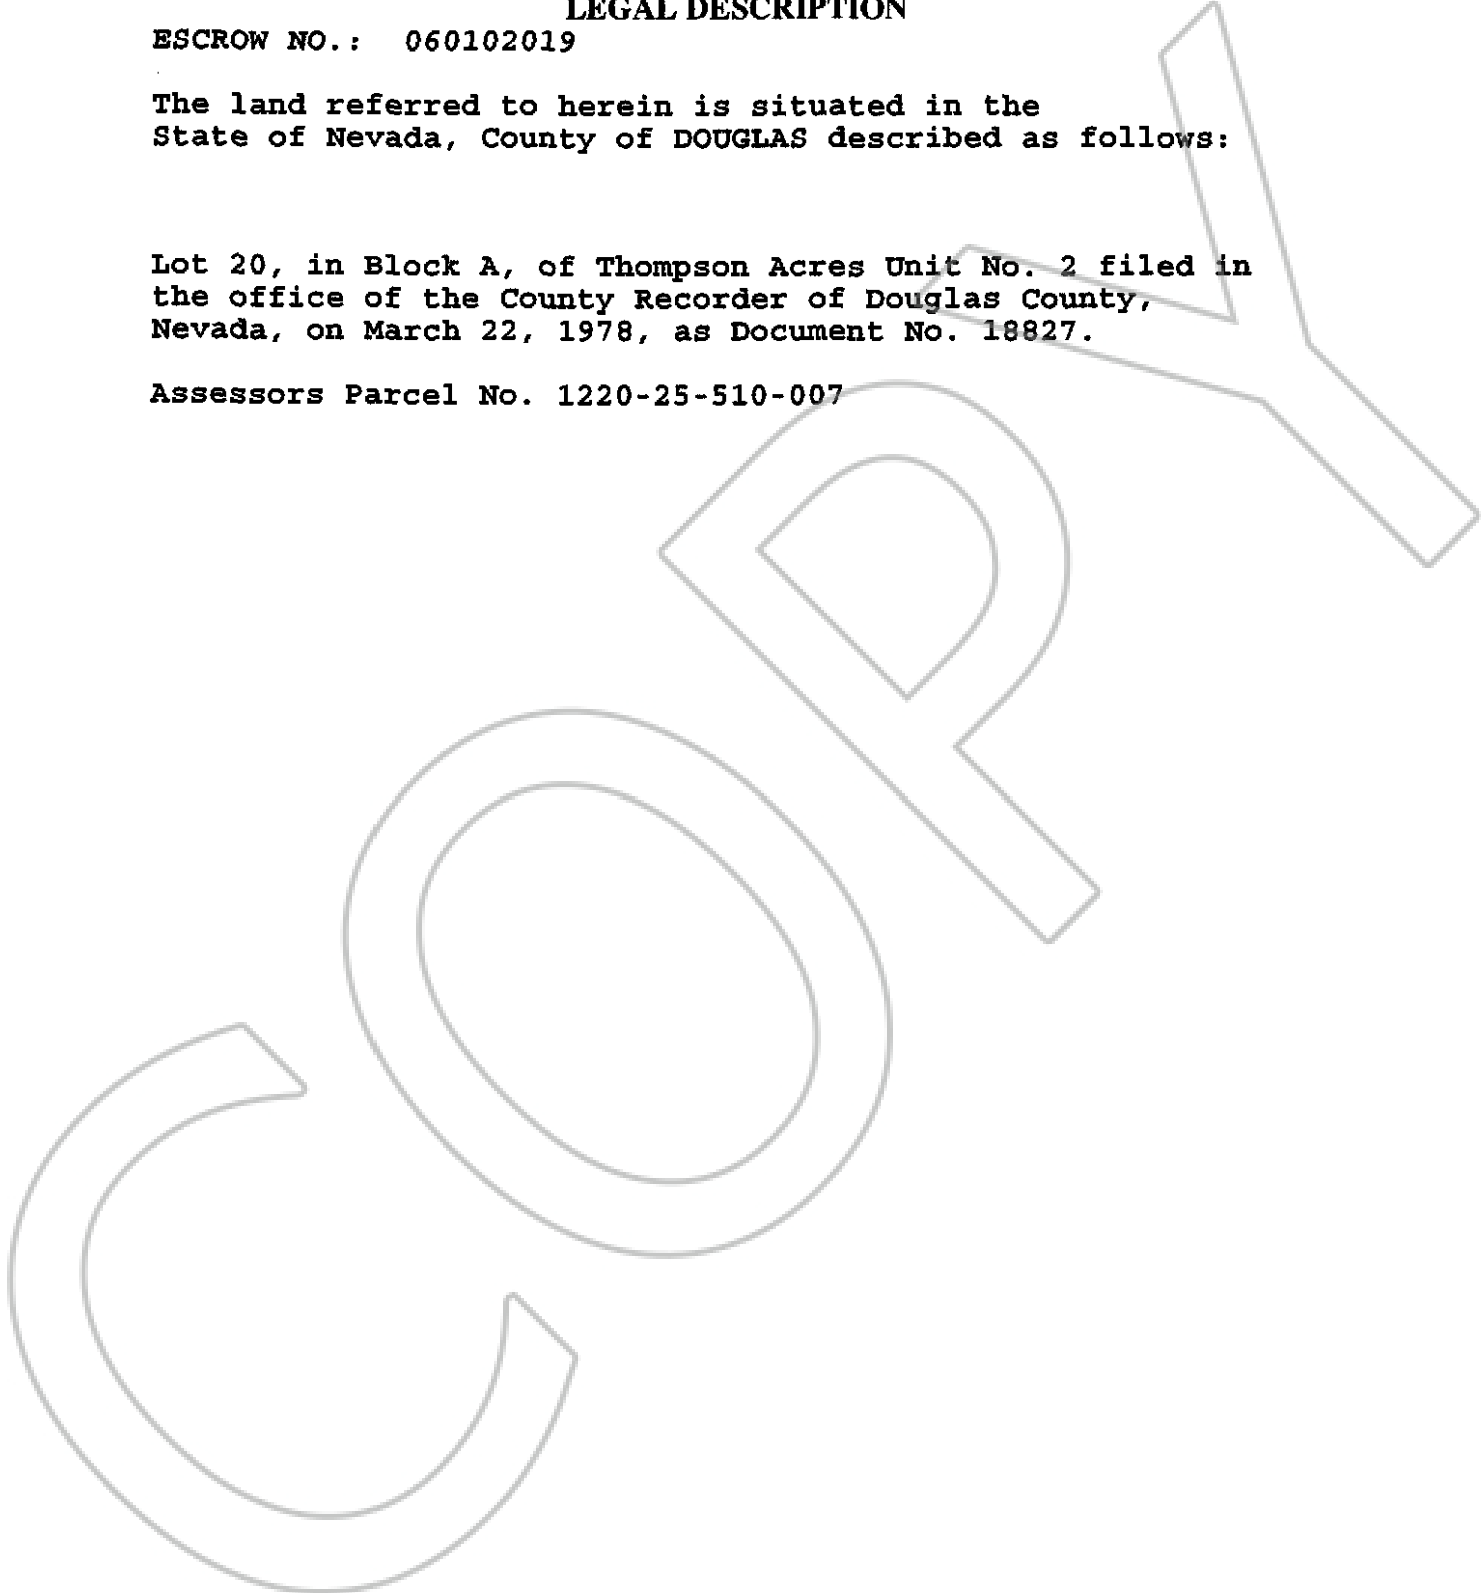 LEGAL DESCRIPTION
ESCROW NO.: 060102019
The land referred to herein is situated in the
State of Nevada, County of DOUGLAS described as follows:
Lot 20, in Block A, of Thompson Acres Unit No. 2 filed in
the office of the County Recorder of Douglas County,
Nevada, on March 22, 1978, as Document No. 18827.
Assessors Parcel No. 1220-25-510-007
COPY